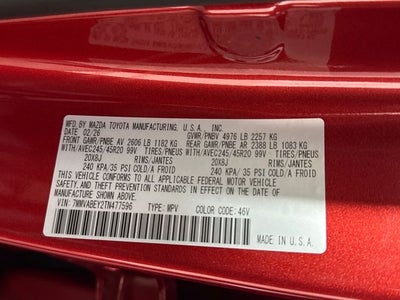 MFD. BY MAZDA TOYOTA MANUFACTURING, U.S.A., INC.
02/26 GVWR/PNBV 4976 LB 2257 KG
FRONT GAWR/PNBE AV 2606 LB 1182 KG REAR GAWR/PNBE AR 2388 LB 1083 KG
WITH/AVEC245/45R20 99V TIRES/PNEUS WITH/AVEC245/45R20 99V TIRES/PNEUS
20X8J RIMS/JANTES 20X8J RIMS/JANTES
240 KPA/ 35 PSI COLD/A FROID 240 KPA/ 35 PSI COLD/A FROID
THIS VEHICLE CONFORMS TO ALL APPLICABLE FEDERAL MOTOR VEHICLE
SAFETY, AND THEFT PREVENTION STANDARDS IN EFFECT ON THE DATE OF
MANUFACTURE SHOWN ABOVE.
VIN: 7MMVABEY2TN477596 TYPE: MPV COLOR CODE: 46V